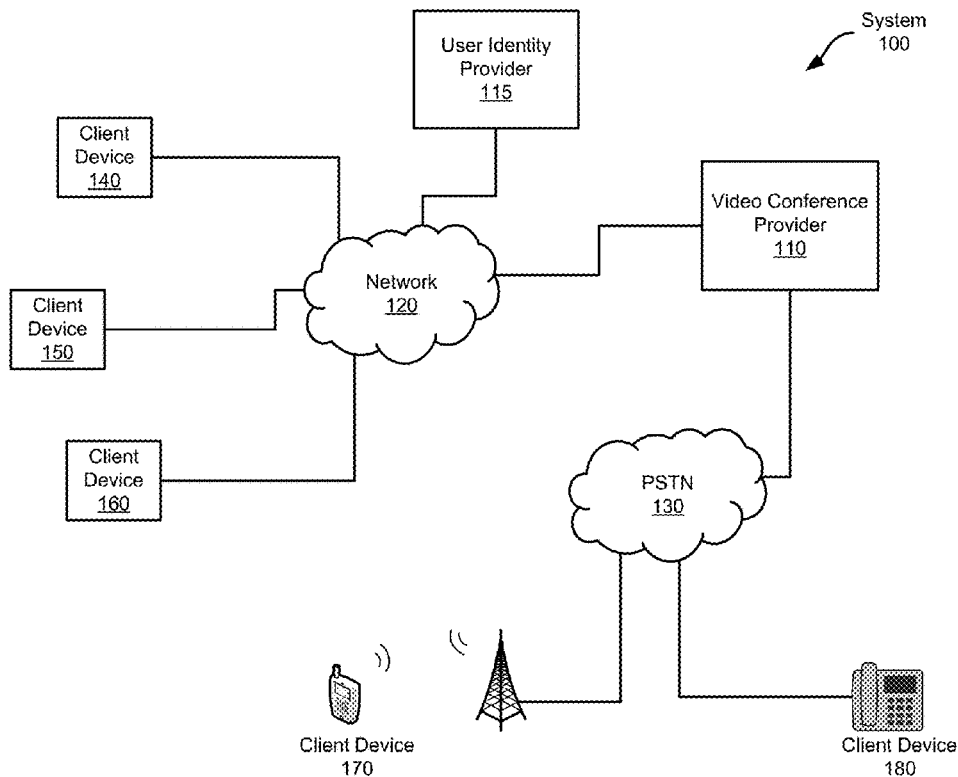 System
100
User Identity
Provider
115
Client
Device
140
Video Conference
Provider
110
Network
120
Client
Device
150
Client
Device
160
PSTN
130
Client Device
170
Client Device
180